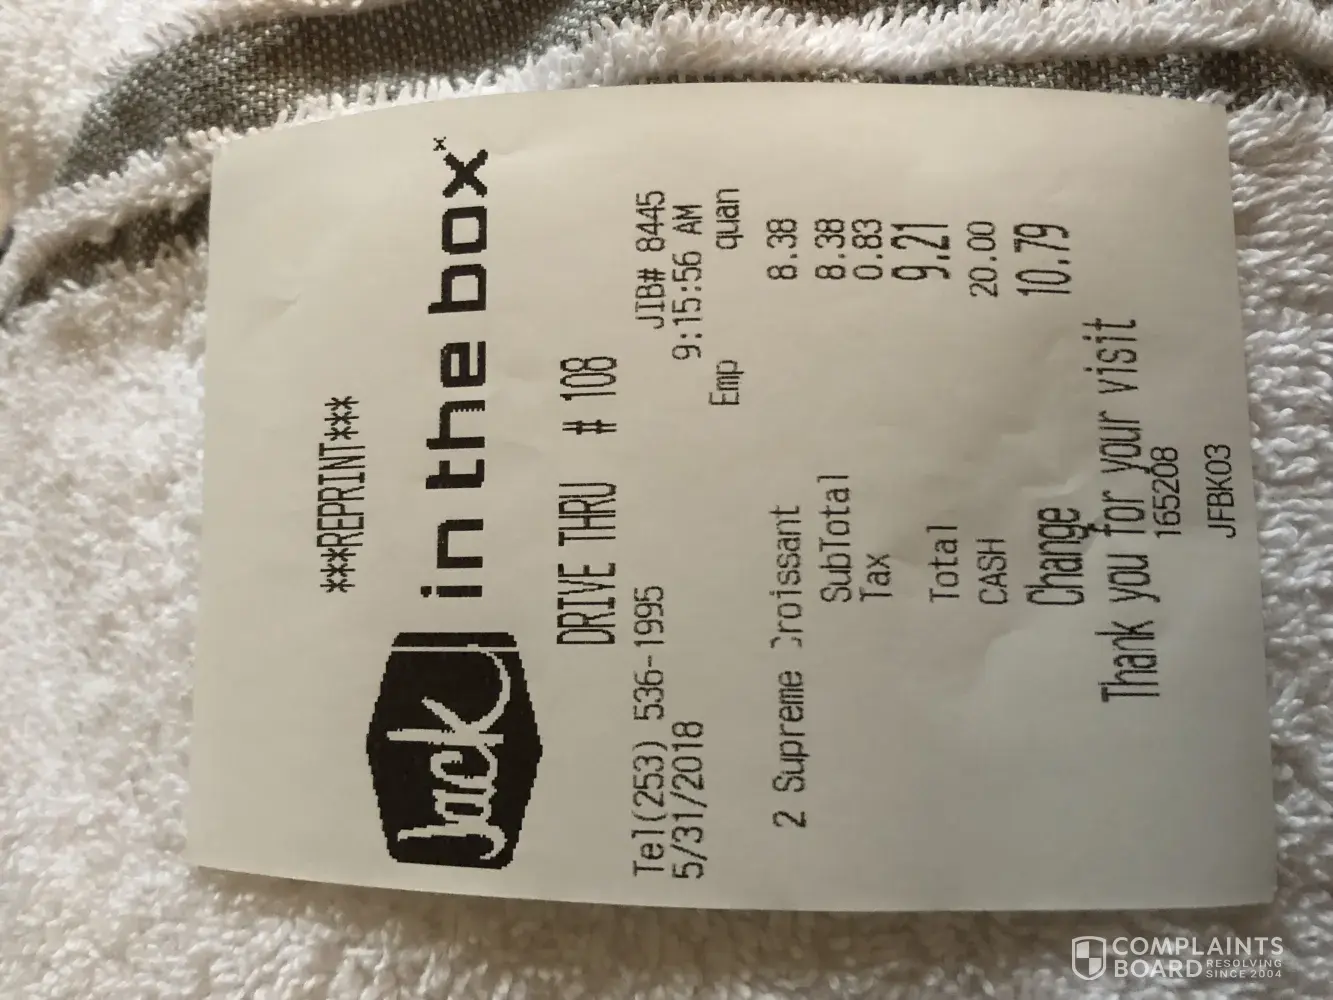 ***REPRINT***
Jack in the box
DRIVE THRU # 108
Tel(253) 536-1995 JIB# 8445
5/31/2018 9:15:56 AM
Emp quan
2 Supreme Croissant 8.38
SubTotal 8.38
Tax 0.83
Total 9.21
CASH 20.00
Change 10.79
Thank you for your visit
165208
JFBK03
COMPLAINTS
BOARD RESOLVING
SINCE 2004